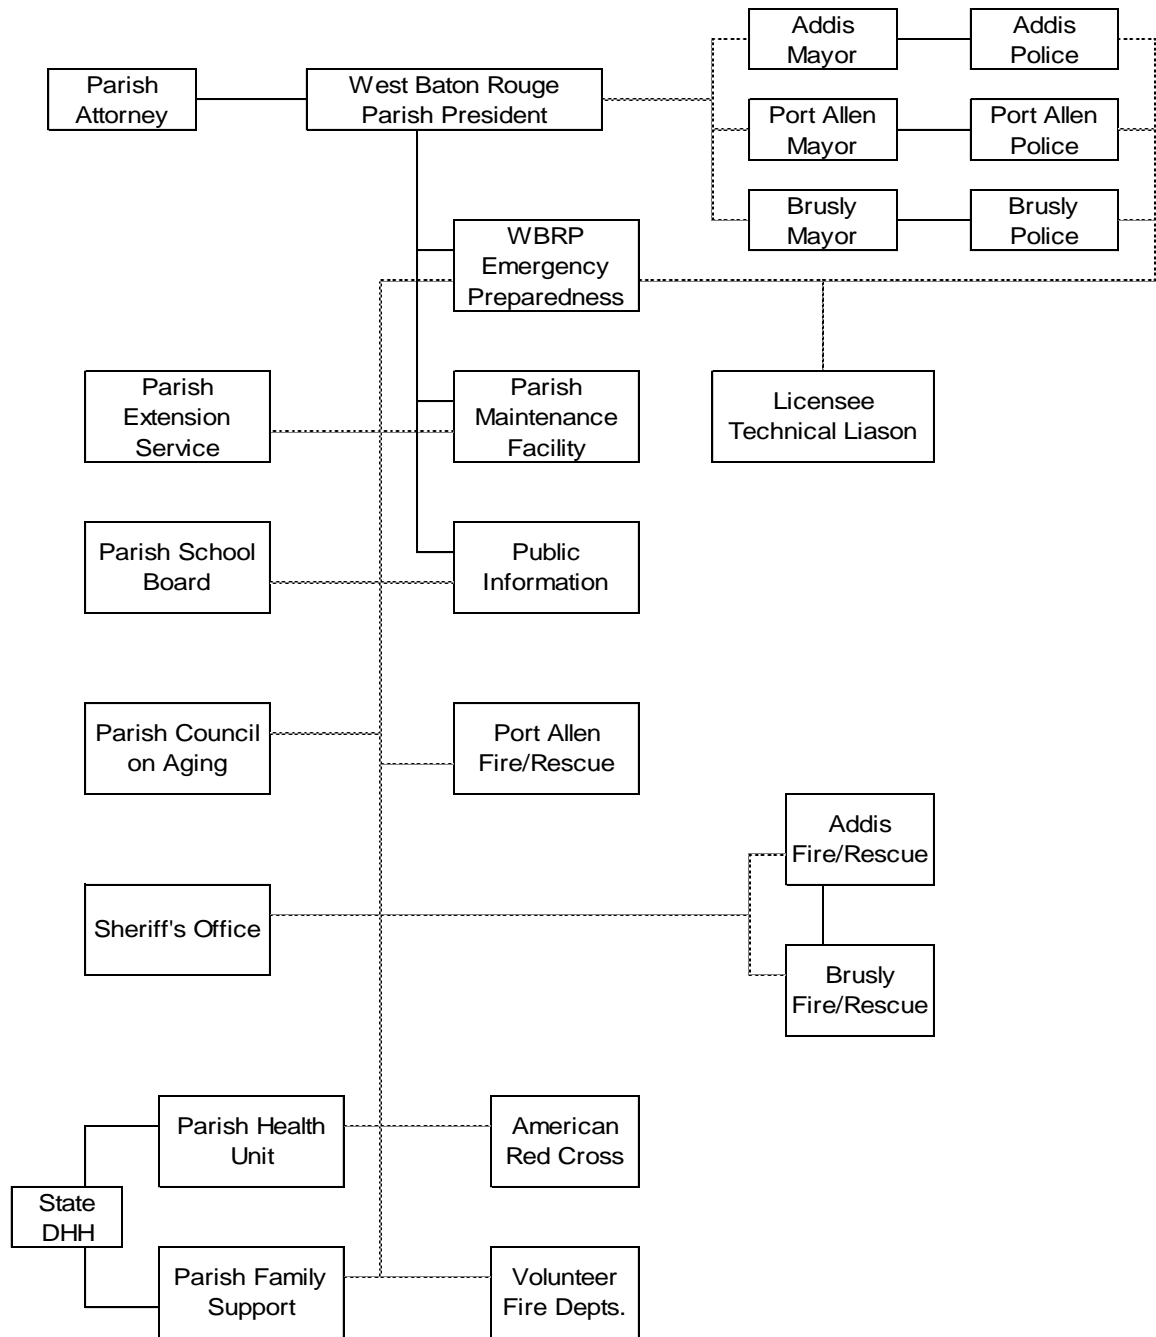 Addis
Mayor
Addis
Police
Parish
Attorney
West Baton Rouge
Parish President
Port Allen
Mayor
Port Allen
Police
Brusly
Mayor
Brusly
Police
WBRP
Emergency
Preparedness
Parish
Extension
Service
Parish
Maintenance
Facility
Licensee
Technical Liason
Parish School
Board
Public
Information
Parish Council
on Aging
Port Allen
Fire/Rescue
Addis
Fire/Rescue
Sheriff's Office
Brusly
Fire/Rescue
Parish Health
Unit
American
Red Cross
State
DHH
Parish Family
Support
Volunteer
Fire Depts.